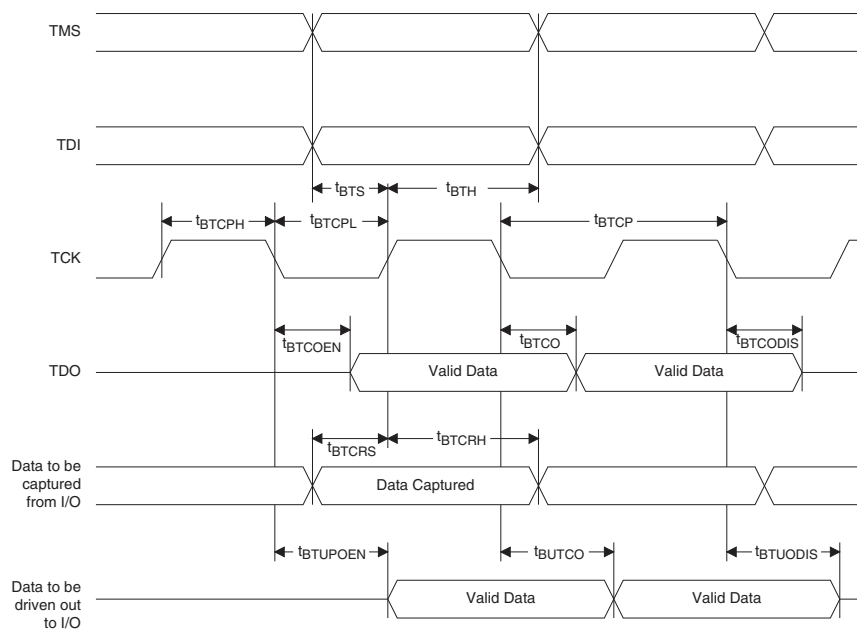 TMS
TDI
tBTS
tBTH
tBTCPH
tBTCPL
tBTCP
TCK
tBTCOEN
tBTCO
tBTCODIS
TDO
Valid Data
Valid Data
tBTCRS
tBTCRH
Data to be
captured
from I/O
Data Captured
tBTUPOEN
tBUTCO
tBTUODIS
Data to be
driven out
to I/O
Valid Data
Valid Data